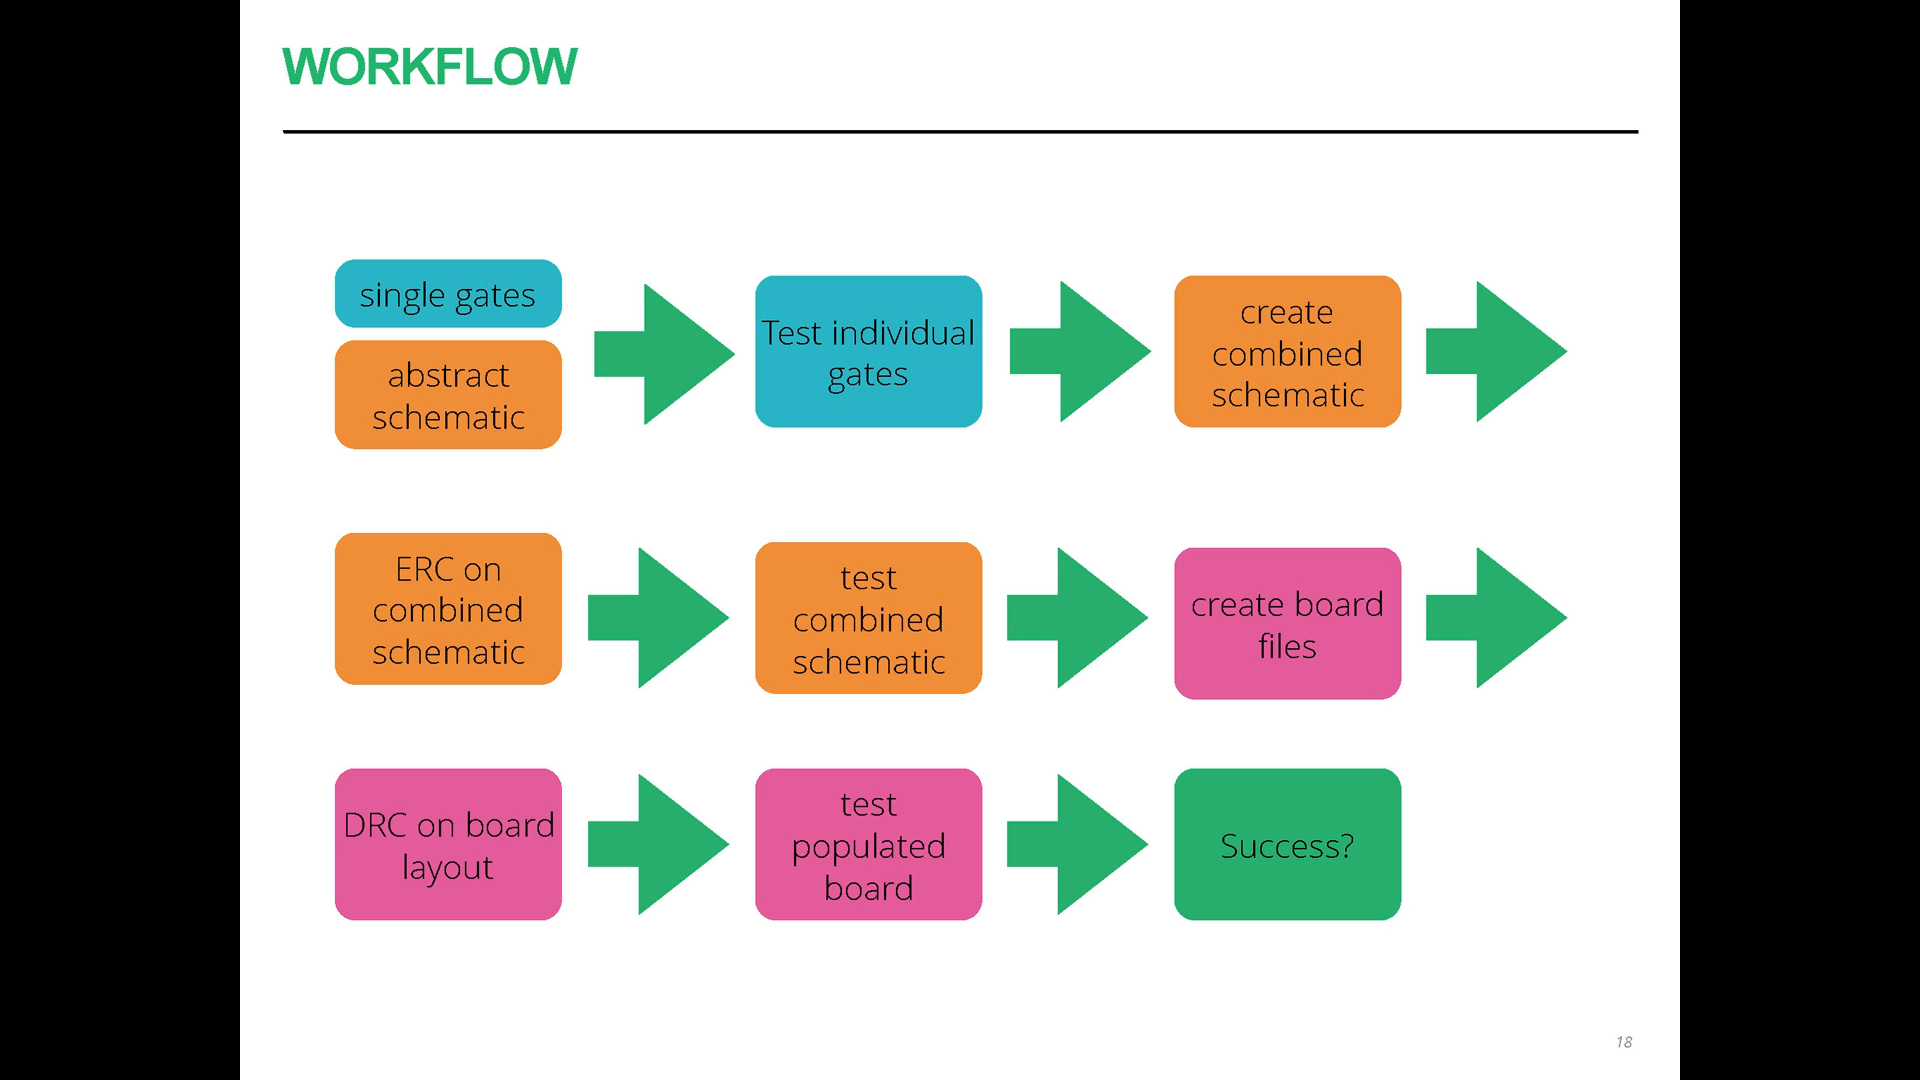 WORKFLOW
single gates
abstract
schematic
Test individual
gates
create
combined
schematic
ERC on
combined
schematic
test
combined
schematic
create board
files
DRC on board
layout
test
populated
board
Success?
18